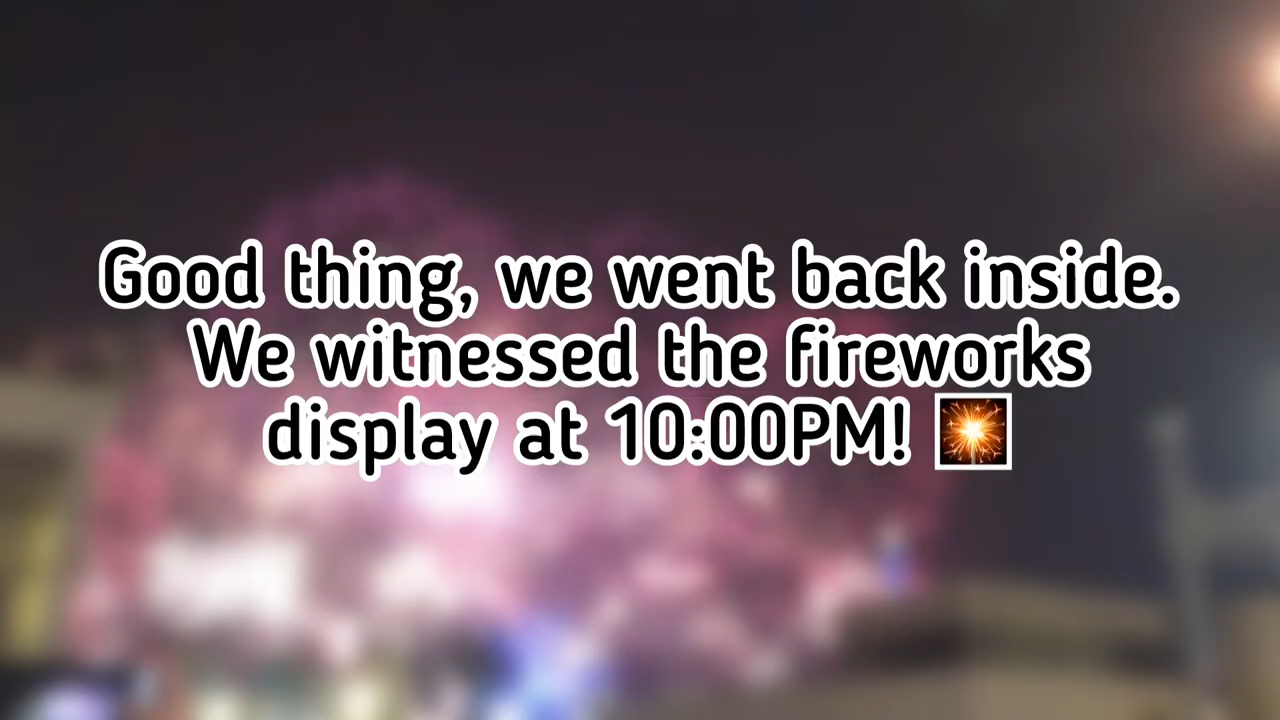 Good thing, we went back inside.
We witnessed the fireworks
display at 10:00PM! 🎇